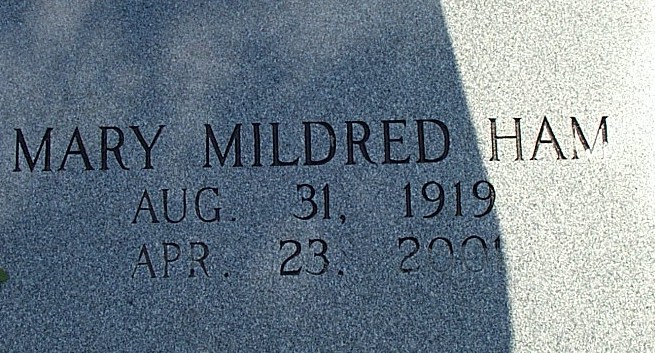 MARY MILDRED HAM
AUG. 31, 1919
APR. 23,